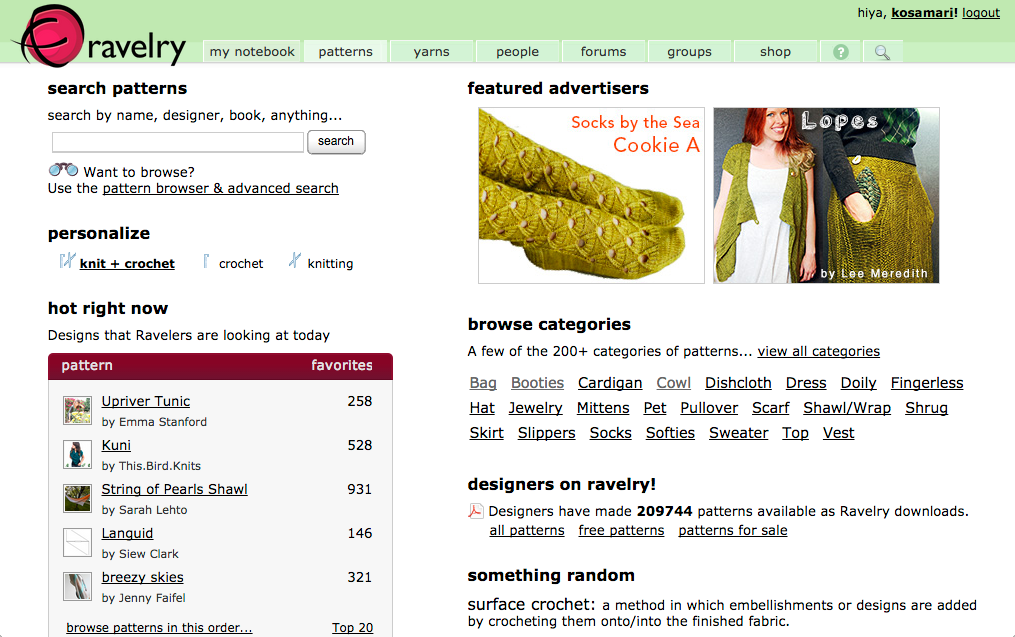 hiya, kosamari! logout
ravelry
my notebook patterns yarns people forums groups shop ?
search patterns
search by name, designer, book, anything...
search
Want to browse?
Use the pattern browser & advanced search
personalize
knit + crochet crochet knitting
hot right now
Designs that Ravelers are looking at today
pattern favorites
Upriver Tunic 258
by Emma Stanford
Kuni 528
by This.Bird.Knits
String of Pearls Shawl 931
by Sarah Lehto
Languid 146
by Siew Clark
breezy skies 321
by Jenny Faifel
browse patterns in this order... Top 20
featured advertisers
Socks by the Sea
Cookie A
Lopes
by Lee Meredith
browse categories
A few of the 200+ categories of patterns... view all categories
Bag Booties Cardigan Cowl Dishcloth Dress Doily Fingerless
Hat Jewelry Mittens Pet Pullover Scarf Shawl/Wrap Shrug
Skirt Slippers Socks Softies Sweater Top Vest
designers on ravelry!
Designers have made 209744 patterns available as Ravelry downloads.
all patterns free patterns patterns for sale
something random
surface crochet: a method in which embellishments or designs are added
by crocheting them onto/into the finished fabric.